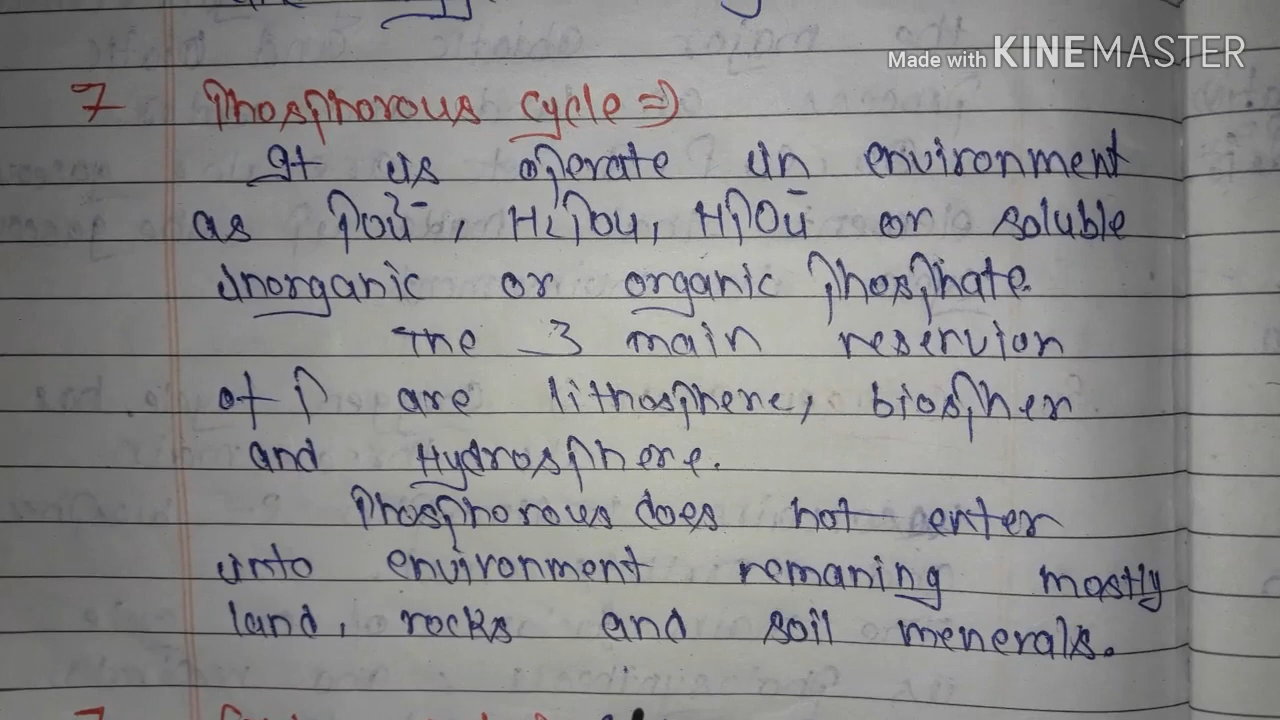 Made with KINEMASTER
7 Phosphorous cycle ⇒
It is operate in environment
as PO4³⁻, H2PO4, HPO4⁻ or soluble
inorganic or organic phosphate.
The 3 main reservior
of P are lithosphere, biospher
and Hydrosphere.
Phosphorous does not enter
into environment remaning mostly
land, rocks and soil menerals.